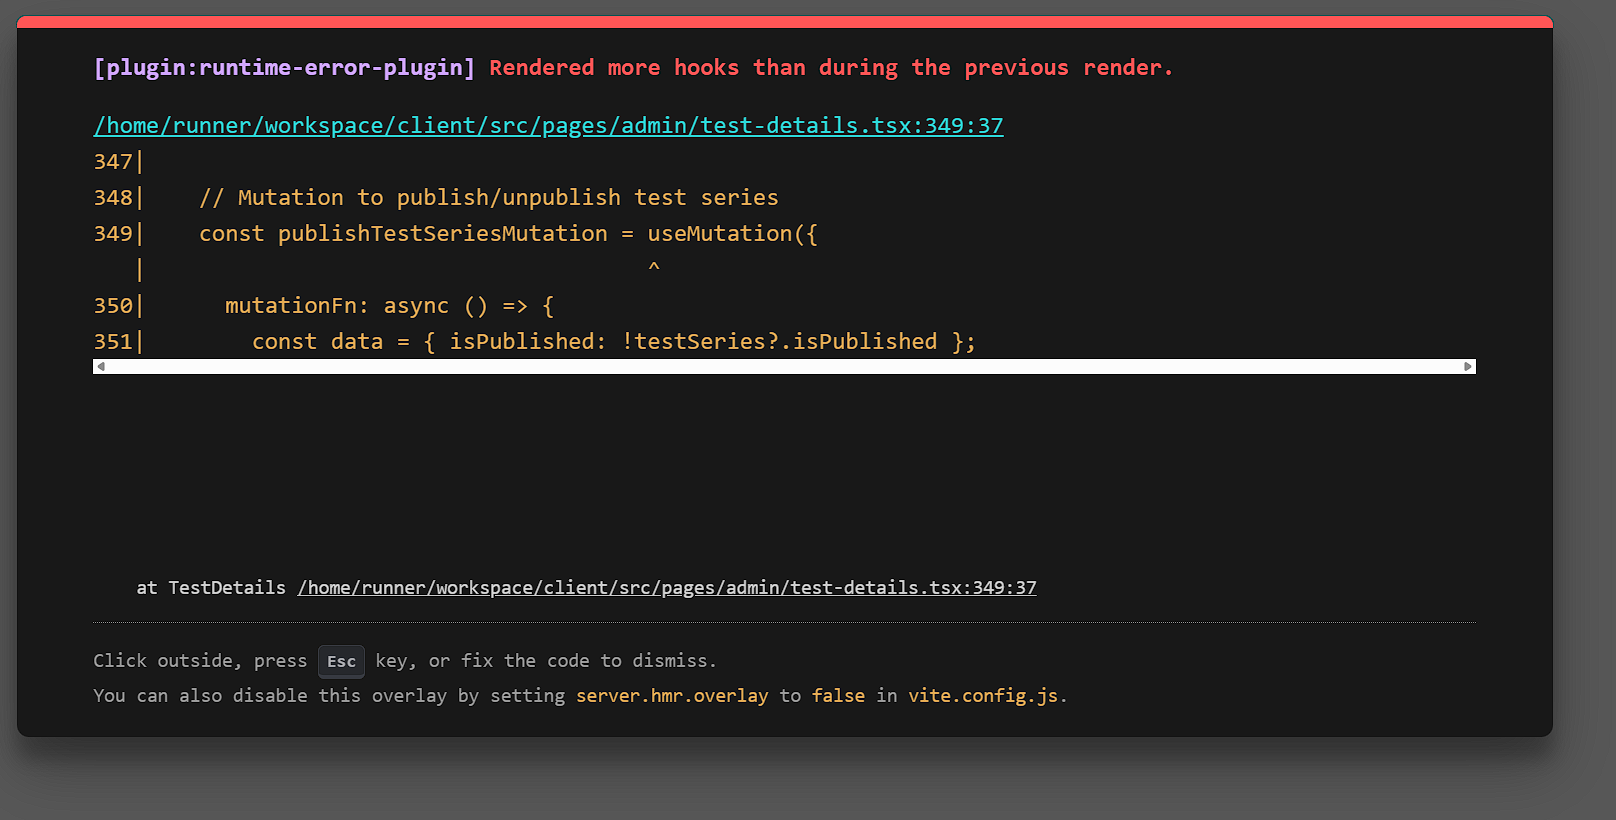 [plugin:runtime-error-plugin] Rendered more hooks than during the previous render.
/home/runner/workspace/client/src/pages/admin/test-details.tsx:349:37
347|
348|    // Mutation to publish/unpublish test series
349|    const publishTestSeriesMutation = useMutation({
   |                                      ^
350|      mutationFn: async () => {
351|        const data = { isPublished: !testSeries?.isPublished };
at TestDetails /home/runner/workspace/client/src/pages/admin/test-details.tsx:349:37
Click outside, press Esc key, or fix the code to dismiss.
You can also disable this overlay by setting server.hmr.overlay to false in vite.config.js.